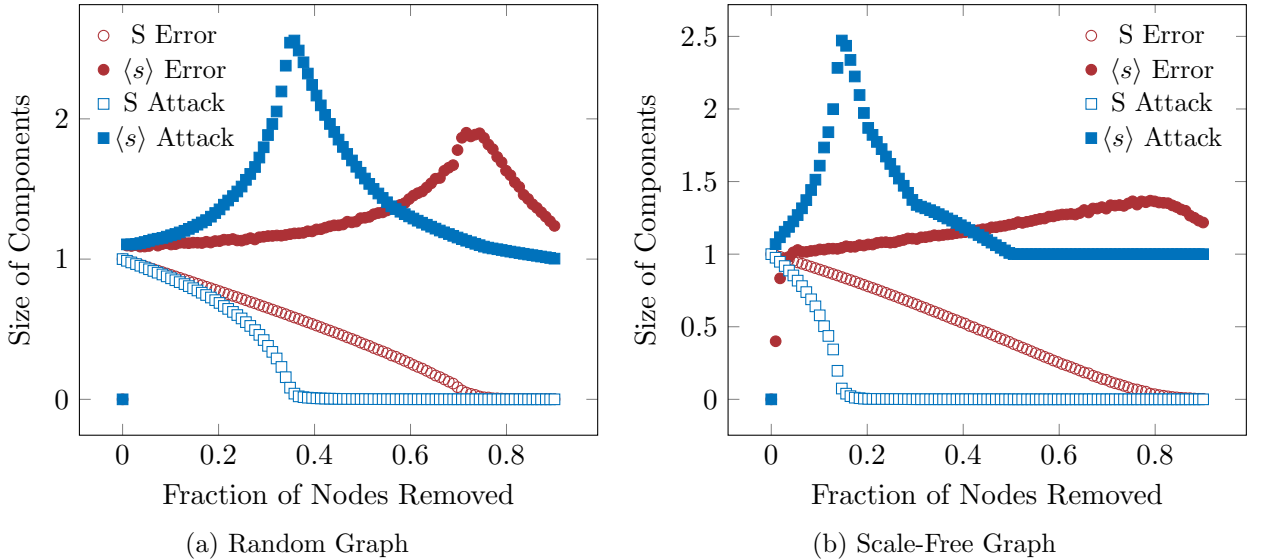 S Error
⟨s⟩ Error
S Attack
⟨s⟩ Attack
2
1
0
Size of Components
0
0.2
0.4
0.6
0.8
Fraction of Nodes Removed
(a) Random Graph
S Error
⟨s⟩ Error
S Attack
⟨s⟩ Attack
2.5
2
1.5
1
0.5
0
Size of Components
0
0.2
0.4
0.6
0.8
Fraction of Nodes Removed
(b) Scale-Free Graph